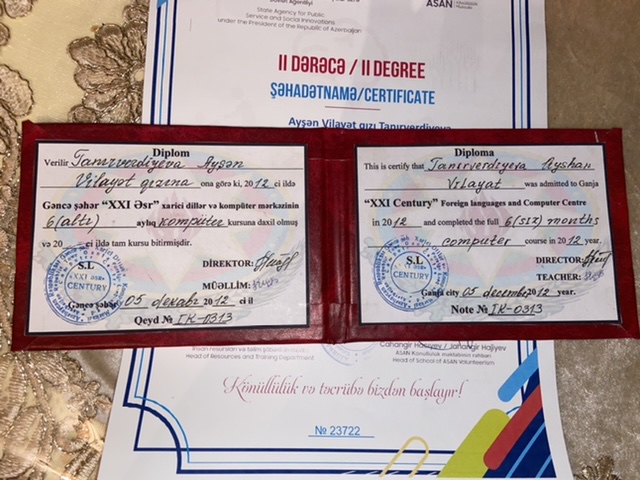 State Agency for Public
Service and Social Innovations
under the President of the Republic of Azerbaijan
ASAN
II DƏRƏCƏ / II DEGREE
ŞƏHADƏTNAMƏ/CERTIFICATE
Ayşən Vilayət qızı Tanrıverdiyeva
Diplom
Verilir Tanrıverdiyeva Ayşən
Vilayət qızına ona görə ki, 2012 ci ildə
Gəncə şəhər "XXI Əsr" xarici dillər və kompüter mərkəzinin
6(altı) aylıq kompüter kursuna daxil olmuş
və 20 ci ildə tam kursu bitirmişdir.
DİREKTOR:
S.L
"XXI əsr"
CENTURY
MÜƏLLİM:
Gəncə şəhər 05 dekabr 2012 ci il
Qeyd № IK-0313
Diploma
This is certify that Tanrıverdiyeva Ayshan
Vilayat was admitted to Ganja
"XXI Century" Foreign languages and Computer Centre
in 2012 and completed the full 6(six) months
computer course in 2012 year.
DIRECTOR:
S.L
"XXI əsr"
CENTURY
TEACHER:
Ganja city 05 december 2012 year.
Note № IK-0313
Head of Resources and Training Department
Cahangir Hacıyev / Jahangir Hajiyev
ASAN Könüllülük məktəbinin rəhbəri
Head of School of ASAN Volunteerism
Könüllülük və təcrübə bizdən başlayır!
№ 23722